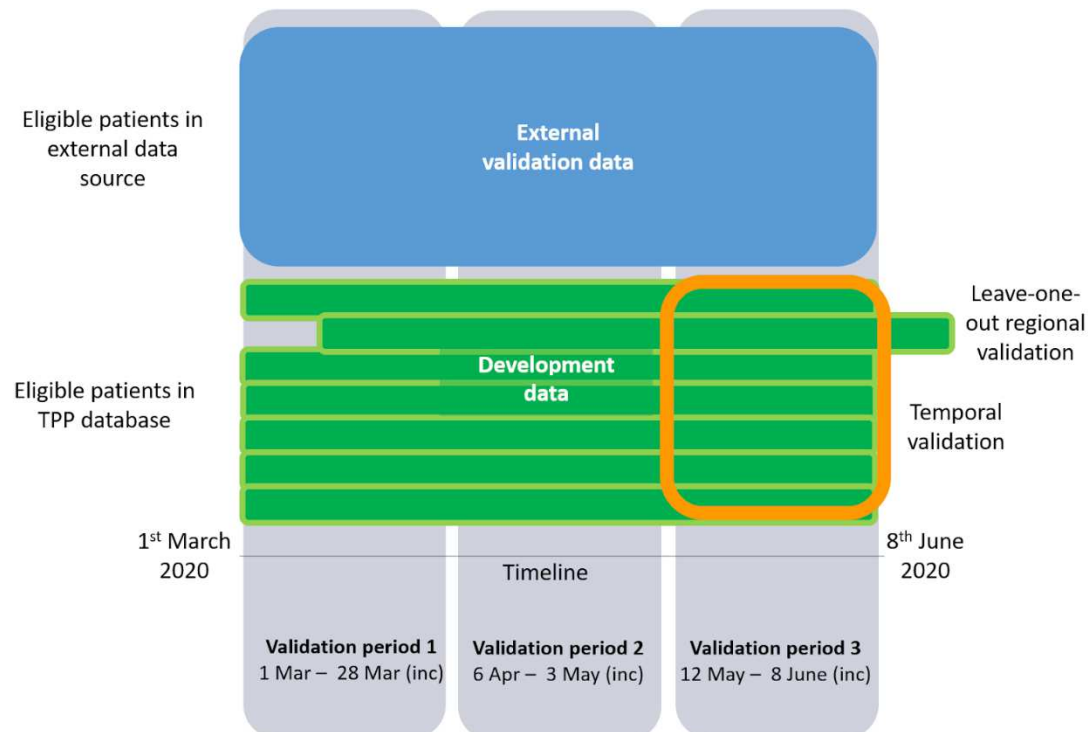 Eligible patients in
external data
source
External
validation data
Leave-one-
out regional
validation
Development
data
Eligible patients in
TPP database
Temporal
validation
1st March
2020
Timeline
8th June
2020
Validation period 1
1 Mar – 28 Mar (inc)
Validation period 2
6 Apr – 3 May (inc)
Validation period 3
12 May – 8 June (inc)